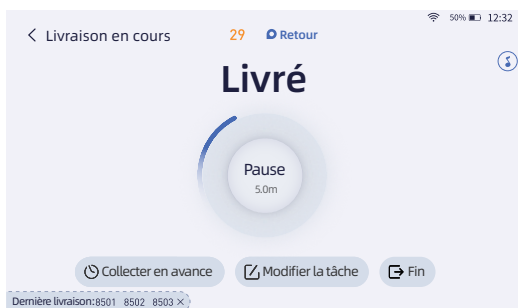 50% 12:32
Livraison en cours 29 Retour
Livré
Pause
5.0m
Collecter en avance Modifier la tâche Fin
Dernière livraison:8501 8502 8503 ×